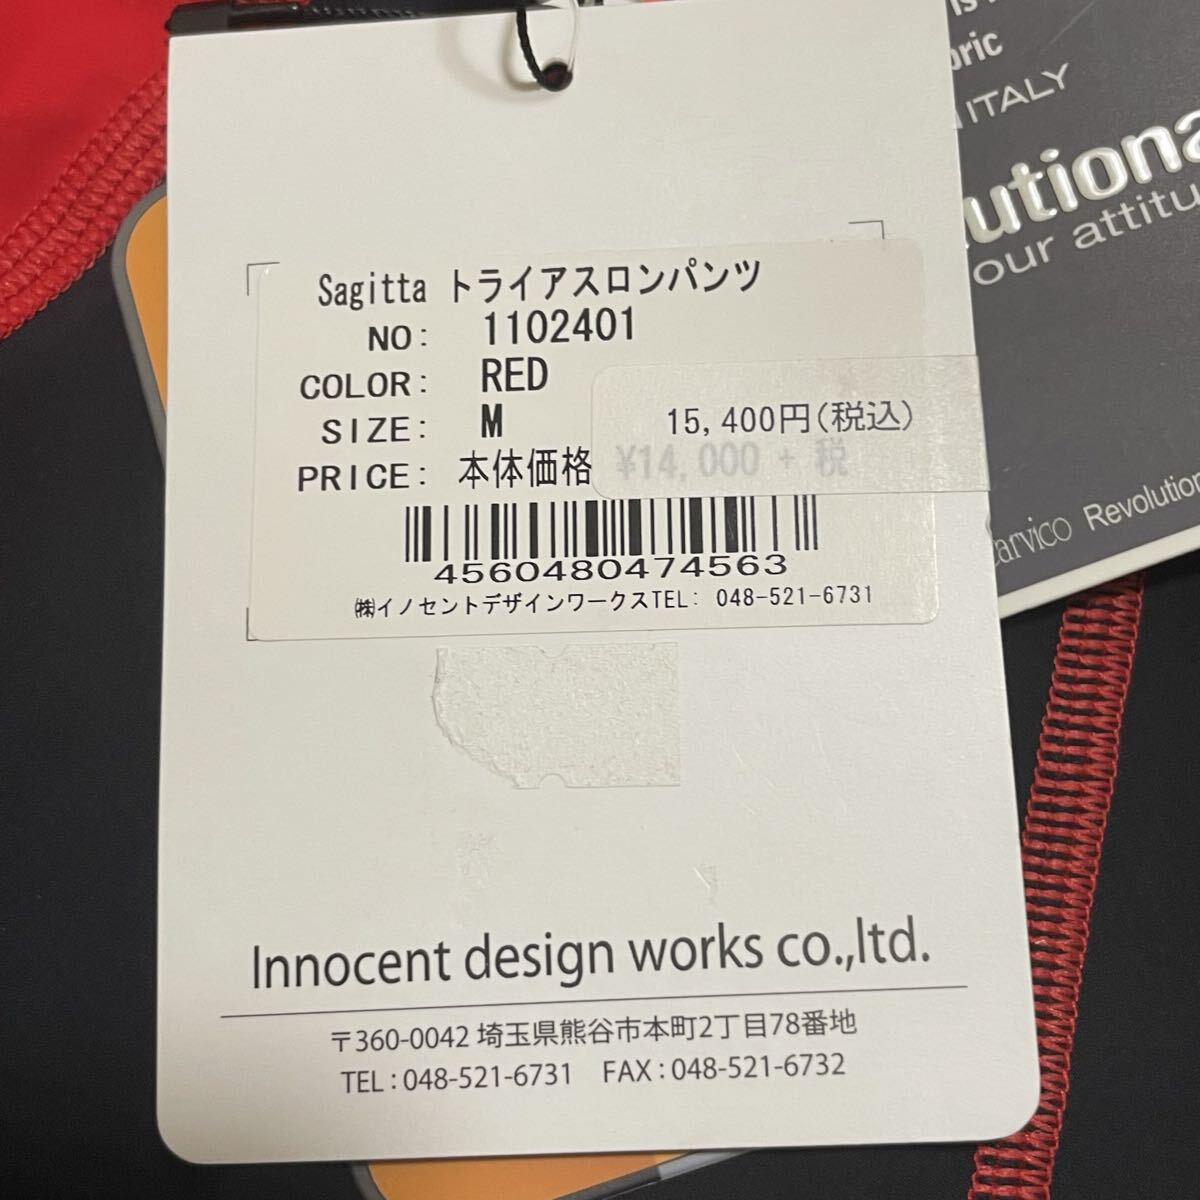 ITALY
our
Sagitta トライアスロンパンツ
NO: 1102401
COLOR: RED
SIZE: M
15,400円(税込)
PRICE: 本体価格 ¥14,000 + 税
4560480474563
㈱イノセントデザインワークスTEL: 048-521-6731
Innocent design works co.,ltd.
〒360-0042 埼玉県熊谷市本町2丁目78番地
TEL:048-521-6731 FAX:048-521-6732